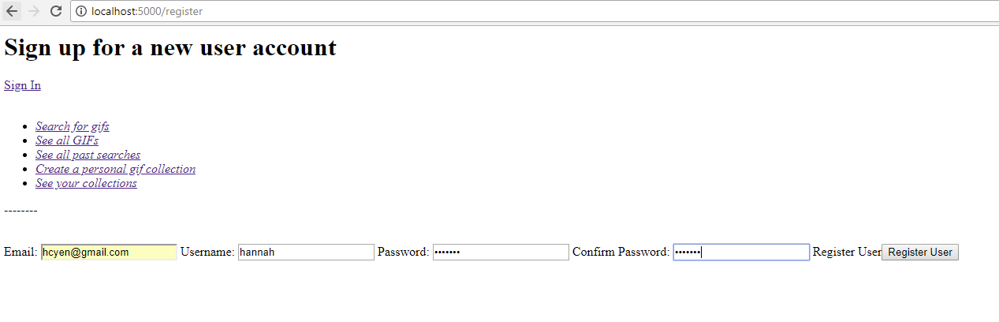 localhost:5000/register
Sign up for a new user account
Sign In
Search for gifs
See all GIFs
See all past searches
Create a personal gif collection
See your collections
--------
Email: hcyen@gmail.com Username: hannah Password: ••••••• Confirm Password: ••••••• Register User Register User